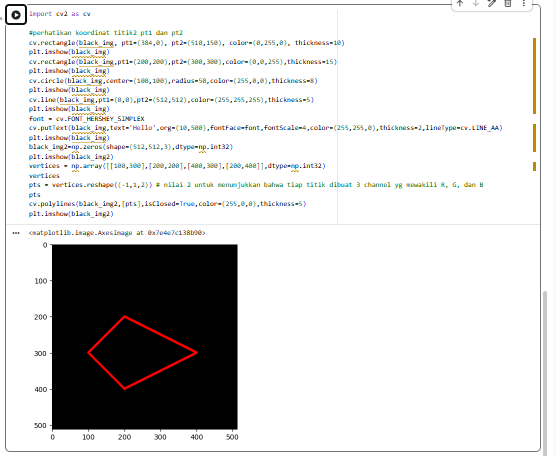 import cv2 as cv
#perhatikan koordinat titik2 pt1 dan pt2
cv.rectangle(black_img, pt1=(384,0), pt2=(510,150), color=(0,255,0), thickness=10)
plt.imshow(black_img)
cv.rectangle(black_img,pt1=(200,200),pt2=(300,300),color=(0,0,255),thickness=15)
plt.imshow(black_img)
cv.circle(black_img,center=(100,100),radius=50,color=(255,0,0),thickness=8)
plt.imshow(black_img)
cv.line(black_img,pt1=(0,0),pt2=(512,512),color=(255,255,255),thickness=5)
plt.imshow(black_img)
font = cv.FONT_HERSHEY_SIMPLEX
cv.putText(black_img,text='Hello',org=(10,500),fontFace=font,fontScale=4,color=(255,255,0),thickness=2,lineType=cv.LINE_AA)
plt.imshow(black_img)
black_img2=np.zeros(shape=(512,512,3),dtype=np.int32)
plt.imshow(black_img2)
vertices = np.array([[100,300],[200,200],[400,300],[200,400]],dtype=np.int32)
vertices
pts = vertices.reshape((-1,1,2)) # nilai 2 untuk menunjukkan bahwa tiap titik dibuat 3 channel yg mewakili R, G, dan B
pts
cv.polylines(black_img2,[pts],isClosed=True,color=(255,0,0),thickness=5)
plt.imshow(black_img2)
<matplotlib.image.AxesImage at 0x7e4e7c138b90>
0
100
200
300
400
500
0 100 200 300 400 500